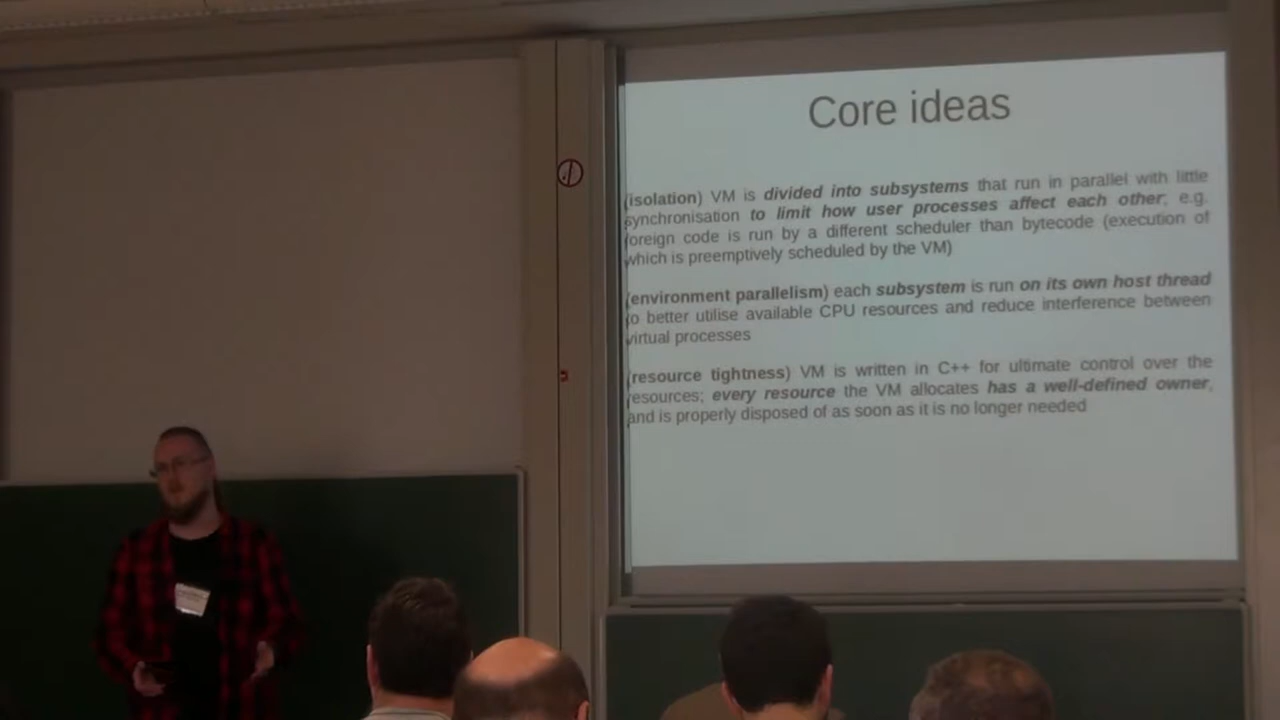 Core ideas
(isolation) VM is divided into subsystems that run in parallel with little
synchronisation to limit how user processes affect each other; e.g.
foreign code is run by a different scheduler than bytecode (execution of
which is preemptively scheduled by the VM)
(environment parallelism) each subsystem is run on its own host thread
to better utilise available CPU resources and reduce interference between
virtual processes
(resource tightness) VM is written in C++ for ultimate control over the
resources; every resource the VM allocates has a well-defined owner,
and is properly disposed of as soon as it is no longer needed